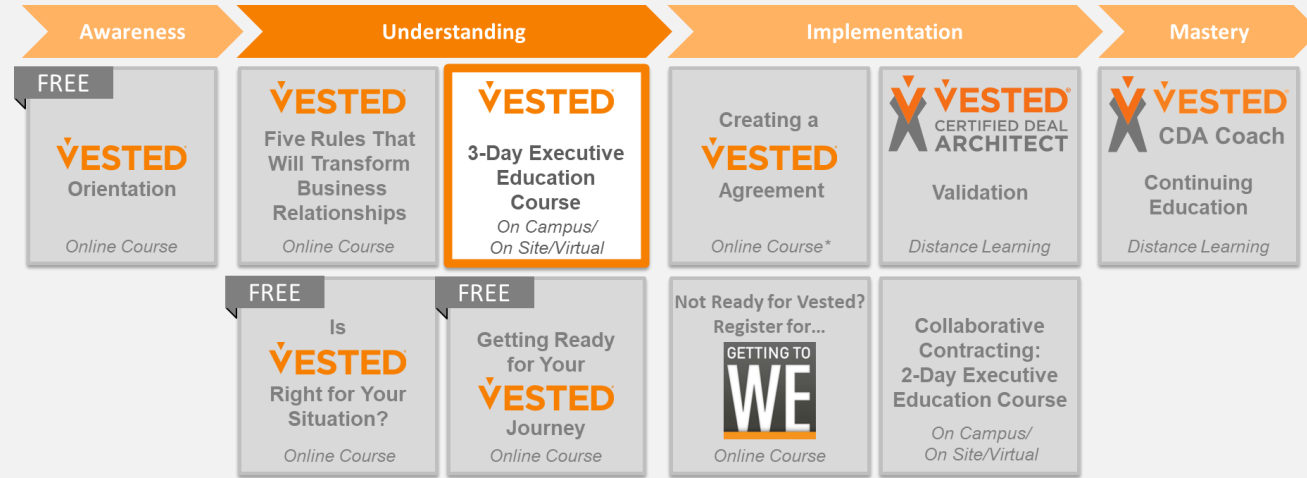 Awareness
Understanding
Implementation
Mastery
FREE
VESTED
Orientation
Online Course
VESTED
Five Rules That
Will Transform
Business
Relationships
Online Course
VESTED
3-Day Executive
Education
Course
On Campus/
On Site/Virtual
Creating a
VESTED
Agreement
Online Course*
VESTED®
CERTIFIED DEAL
ARCHITECT
Validation
Distance Learning
VESTED
CDA Coach
Continuing
Education
Distance Learning
FREE
Is
VESTED
Right for Your
Situation?
Online Course
FREE
Getting Ready
for Your
VESTED
Journey
Online Course
Not Ready for Vested?
Register for...
GETTING TO
WE
Online Course
Collaborative
Contracting:
2-Day Executive
Education Course
On Campus/
On Site/Virtual